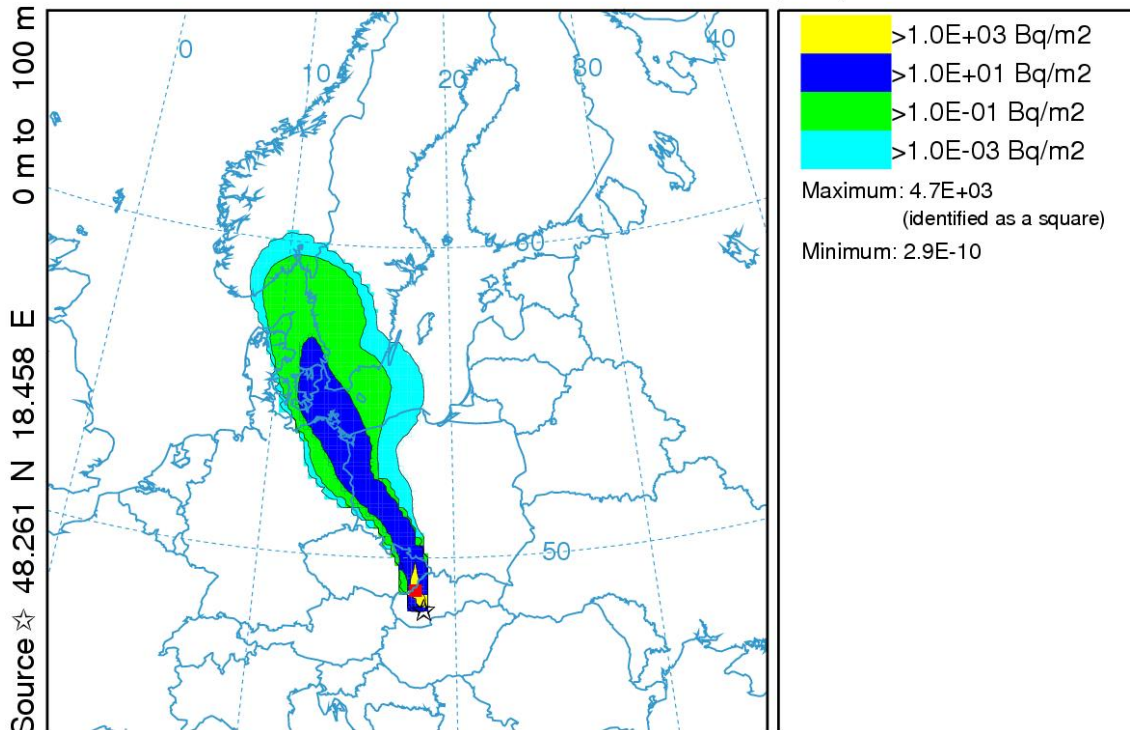 Source ☆ 48.261 N 18.458 E 0 m to 100 m
0
10
20
30
40
60
50
>1.0E+03 Bq/m2
>1.0E+01 Bq/m2
>1.0E-01 Bq/m2
>1.0E-03 Bq/m2
Maximum: 4.7E+03
(identified as a square)
Minimum: 2.9E-10